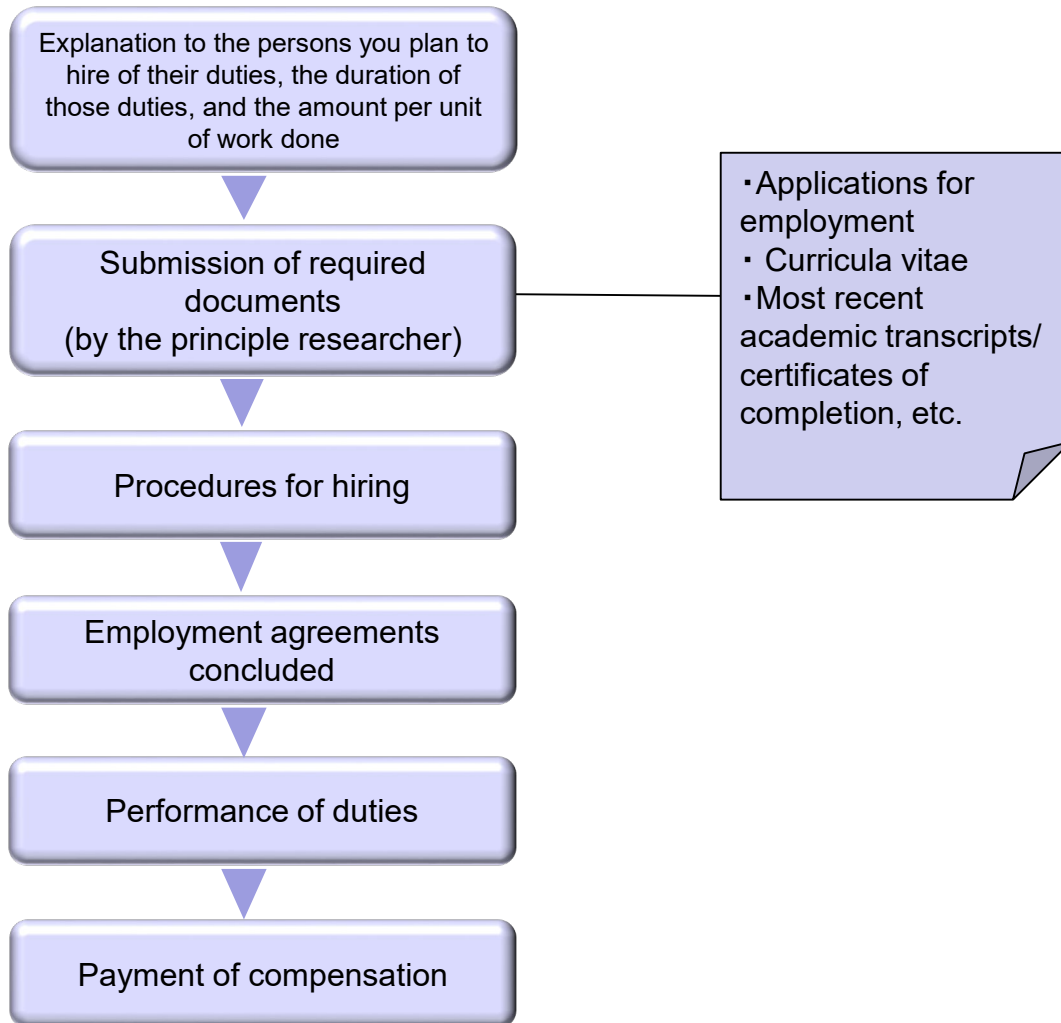 Explanation to the persons you plan to
hire of their duties, the duration of
those duties, and the amount per unit
of work done
Submission of required
documents
(by the principle researcher)
・Applications for
employment
・ Curricula vitae
・Most recent
academic transcripts/
certificates of
completion, etc.
Procedures for hiring
Employment agreements
concluded
Performance of duties
Payment of compensation